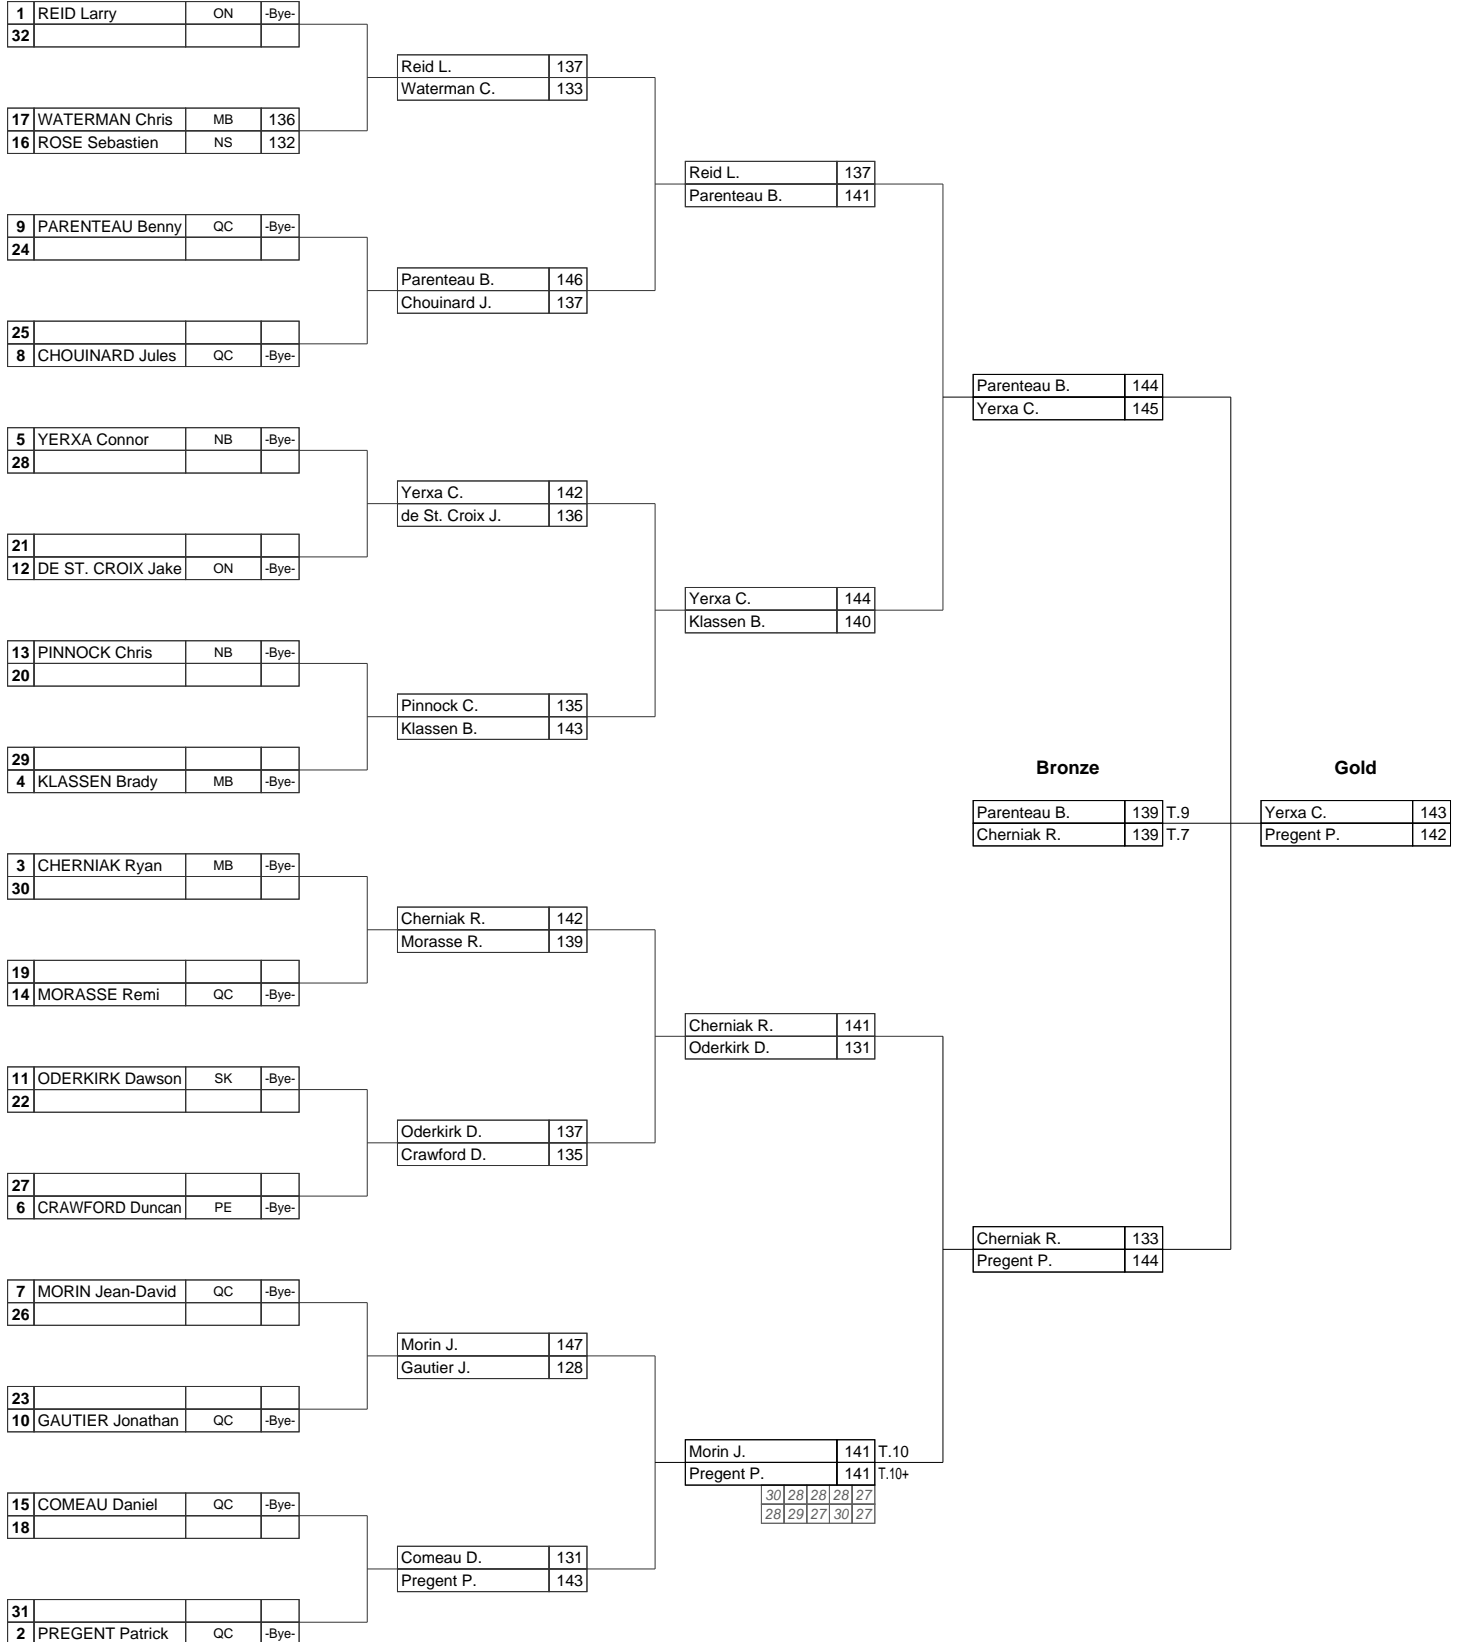 1 REID Larry ON -Bye-
32
Reid L. 137
Waterman C. 133
17 WATERMAN Chris MB 136
16 ROSE Sebastien NS 132
Reid L. 137
Parenteau B. 141
9 PARENTEAU Benny QC -Bye-
24
Parenteau B. 146
Chouinard J. 137
25
8 CHOUINARD Jules QC -Bye-
Parenteau B. 144
Yerxa C. 145
5 YERXA Connor NB -Bye-
28
Yerxa C. 142
de St. Croix J. 136
21
12 DE ST. CROIX Jake ON -Bye-
Yerxa C. 144
Klassen B. 140
13 PINNOCK Chris NB -Bye-
20
Pinnock C. 135
Klassen B. 143
29
4 KLASSEN Brady MB -Bye-
Bronze Gold
Parenteau B. 139 T.9 Yerxa C. 143
Cherniak R. 139 T.7 Pregent P. 142
3 CHERNIAK Ryan MB -Bye-
30
Cherniak R. 142
Morasse R. 139
19
14 MORASSE Remi QC -Bye-
Cherniak R. 141
Oderkirk D. 131
11 ODERKIRK Dawson SK -Bye-
22
Oderkirk D. 137
Crawford D. 135
27
6 CRAWFORD Duncan PE -Bye-
Cherniak R. 133
Pregent P. 144
7 MORIN Jean-David QC -Bye-
26
Morin J. 147
Gautier J. 128
23
10 GAUTIER Jonathan QC -Bye-
Morin J. 141 T.10
Pregent P. 141 T.10+
30 28 28 28 27
28 29 27 30 27
15 COMEAU Daniel QC -Bye-
18
Comeau D. 131
Pregent P. 143
31
2 PREGENT Patrick QC -Bye-